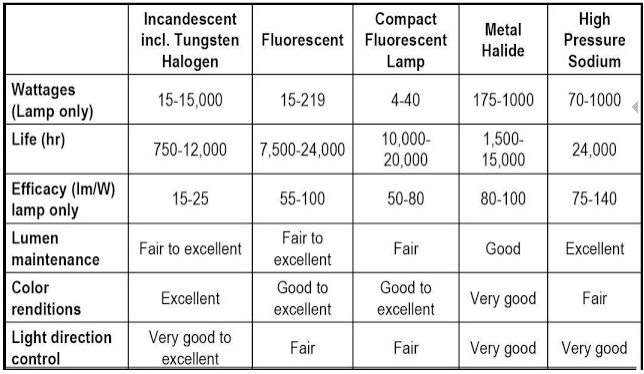 Incandescent incl. Tungsten Halogen
Fluorescent
Compact Fluorescent Lamp
Metal Halide
High Pressure Sodium
Wattages (Lamp only)
15-15,000
15-219
4-40
175-1000
70-1000
Life (hr)
750-12,000
7,500-24,000
10,000-20,000
1,500-15,000
24,000
Efficacy (lm/W) lamp only
15-25
55-100
50-80
80-100
75-140
Lumen maintenance
Fair to excellent
Fair to excellent
Fair
Good
Excellent
Color renditions
Excellent
Good to excellent
Good to excellent
Very good
Fair
Light direction control
Very good to excellent
Fair
Fair
Very good
Very good